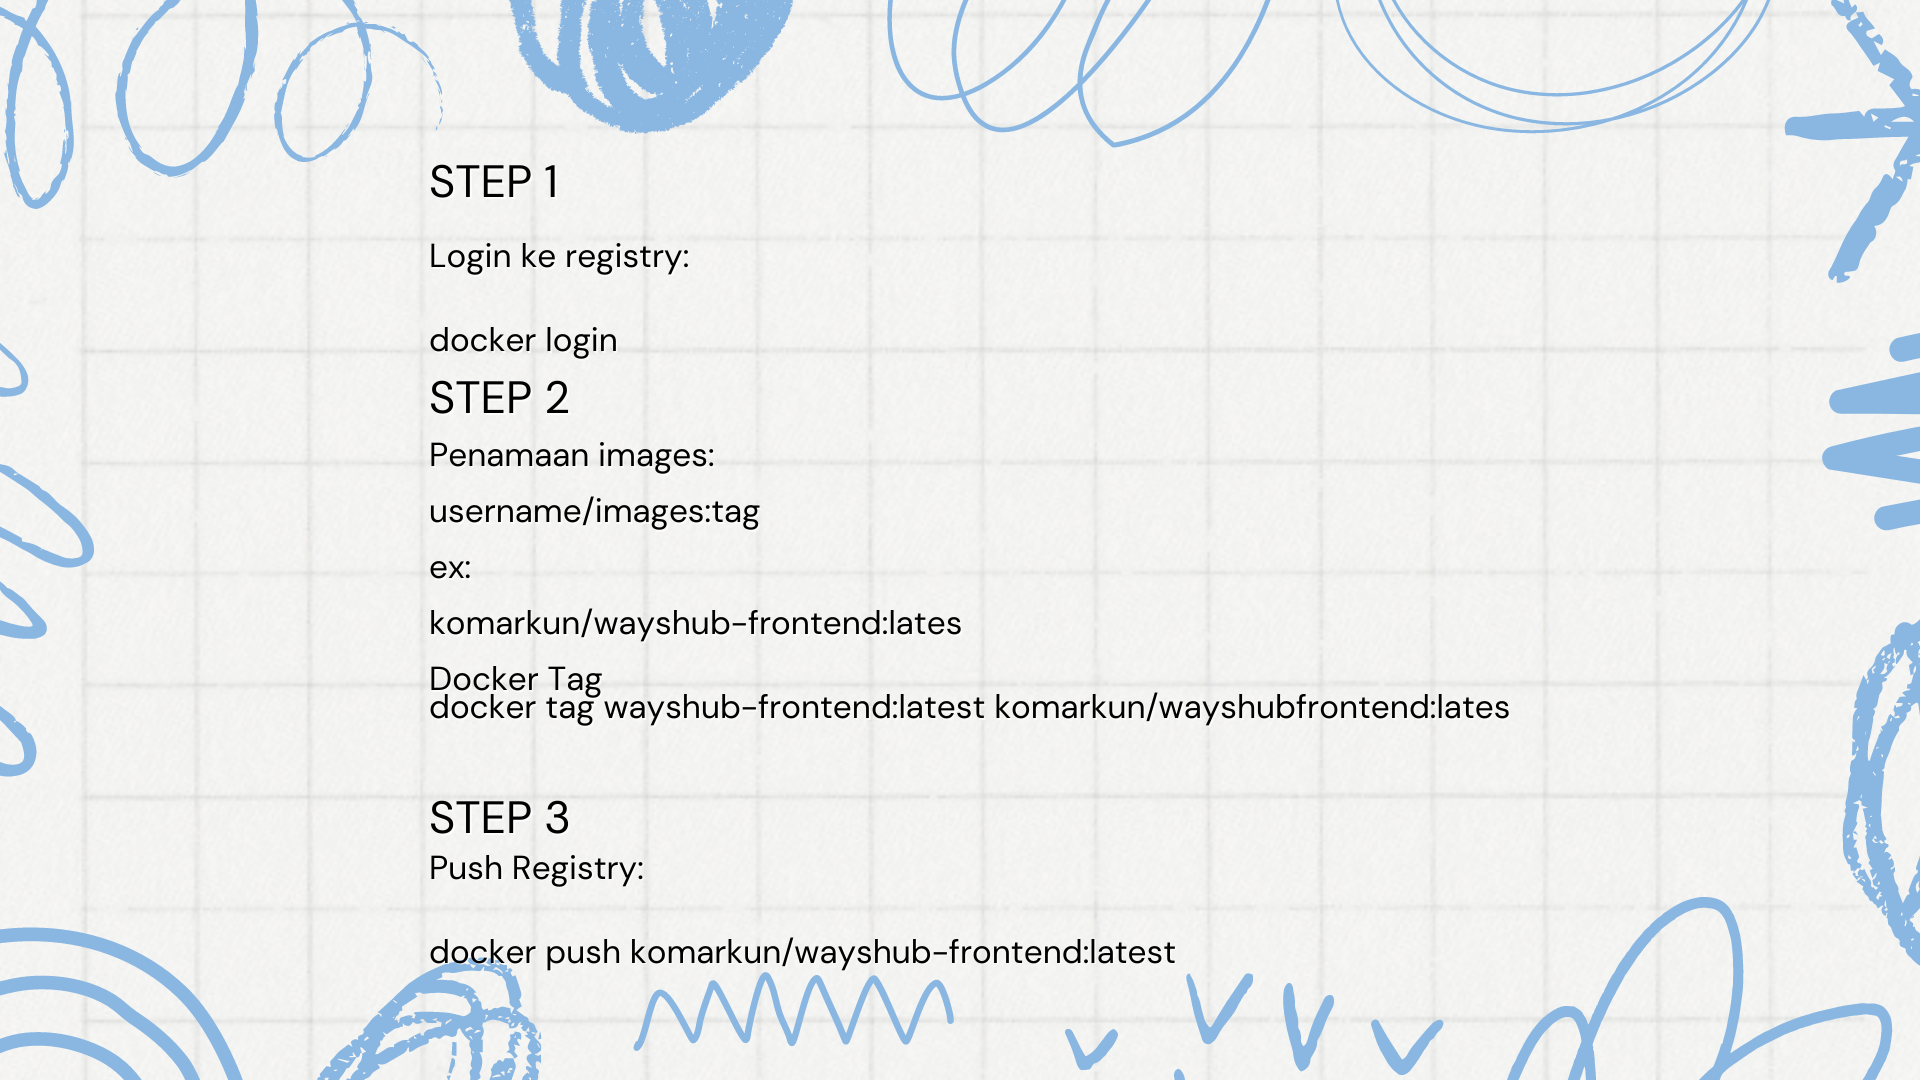 STEP 1
Login ke registry:
docker login
STEP 2
Penamaan images:
username/images:tag
ex:
komarkun/wayshub-frontend:lates
Docker Tag
docker tag wayshub-frontend:latest komarkun/wayshubfrontend:lates
STEP 3
Push Registry:
docker push komarkun/wayshub-frontend:latest